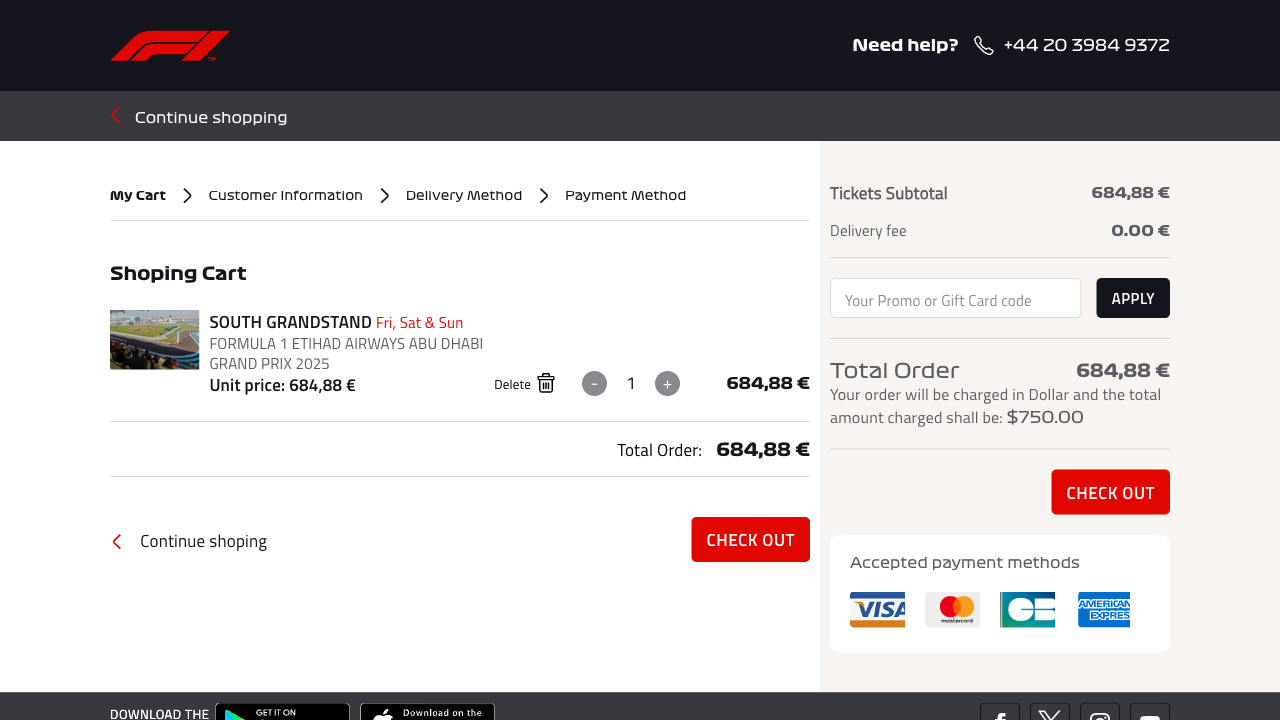 Need help? +44 20 3984 9372
Continue shopping
My Cart Customer Information Delivery Method Payment Method
Shoping Cart
SOUTH GRANDSTAND Fri, Sat & Sun
FORMULA 1 ETIHAD AIRWAYS ABU DHABI
GRAND PRIX 2025
Unit price: 684,88 €
Delete - 1 + 684,88 €
Total Order: 684,88 €
Continue shoping
CHECK OUT
Tickets Subtotal 684,88 €
Delivery fee 0.00 €
Your Promo or Gift Card code APPLY
Total Order 684,88 €
Your order will be charged in Dollar and the total
amount charged shall be: $750.00
CHECK OUT
Accepted payment methods
VISA
mastercard
AMERICAN
EXPRES
DOWNLOAD THE
GET IT ON
Download on the